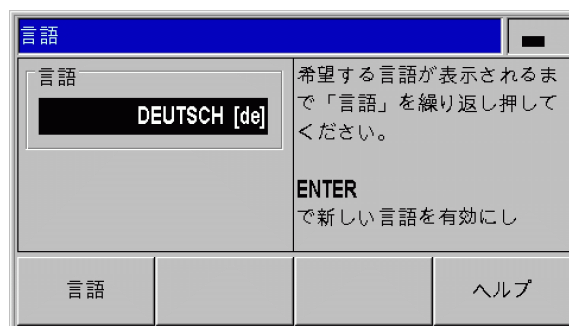 言語
言語
DEUTSCH [de]
希望する言語が表示されるま
で「言語」を繰り返し押して
ください。
ENTER
で新しい言語を有効にし
言語
ヘルプ